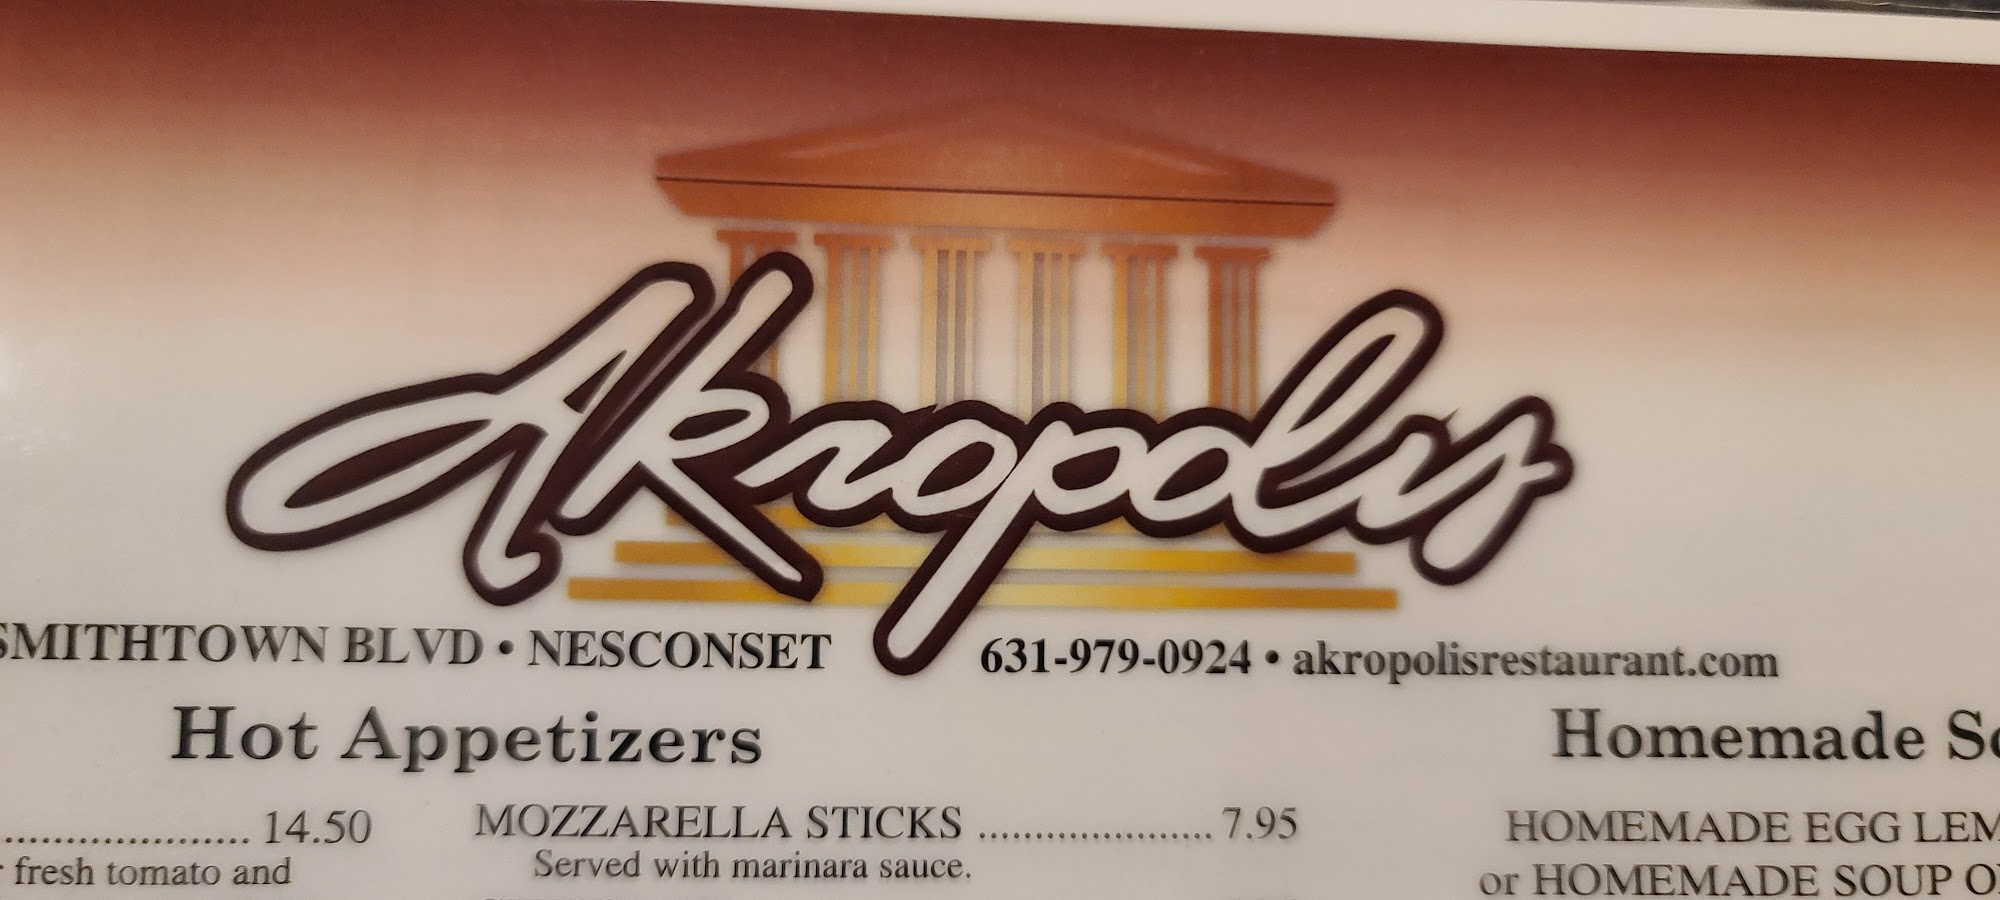 Akropolis
SMITHTOWN BLVD • NESCONSET 631-979-0924 • akropolisrestaurant.com
Hot Appetizers
.................... 14.50
fresh tomato and
MOZZARELLA STICKS .................... 7.95
Served with marinara sauce.
Homemade
HOMEMADE EGG
or HOMEMADE SOUP